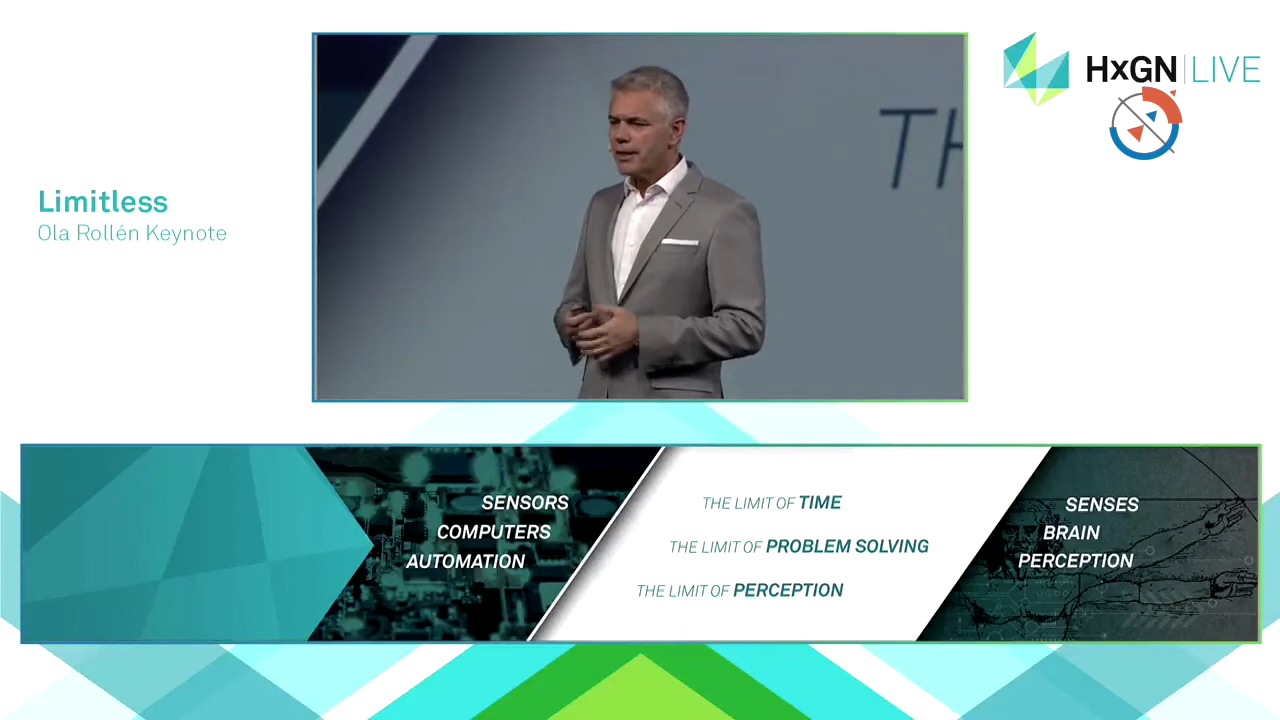 HxGN LIVE
TH
Limitless
Ola Rollén Keynote
SENSORS
COMPUTERS
AUTOMATION
THE LIMIT OF TIME
THE LIMIT OF PROBLEM SOLVING
THE LIMIT OF PERCEPTION
SENSES
BRAIN
PERCEPTION